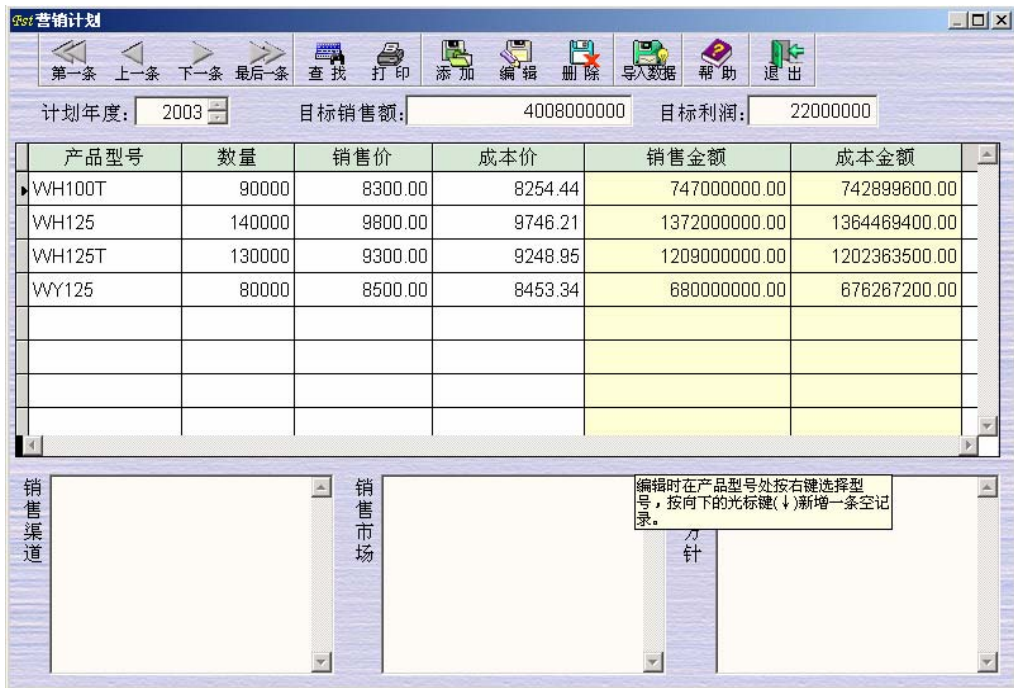 Fst 营销计划
第一条 上一条 下一条 最后一条 查找 打印 添加 编辑 删除 导入数据 帮助 退出
计划年度: 2003 目标销售额: 4008000000 目标利润: 22000000
产品型号 数量 销售价 成本价 销售金额 成本金额
WH100T 90000 8300.00 8254.44 747000000.00 742899600.00
WH125 140000 9800.00 9746.21 1372000000.00 1364469400.00
WH125T 130000 9300.00 9248.95 1209000000.00 1202363500.00
WY125 80000 8500.00 8453.34 680000000.00 676267200.00
销售渠道
销售市场
编辑时在产品型号处按右键选择型
号，按向下的光标键(↓)新增一条空记
录。
方针